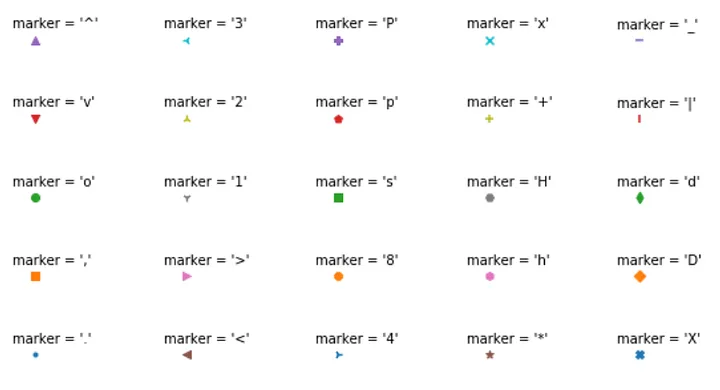 marker = '^' marker = '3' marker = 'P' marker = 'x' marker = '_'
marker = 'v' marker = '2' marker = 'p' marker = '+' marker = '|'
marker = 'o' marker = '1' marker = 's' marker = 'H' marker = 'd'
marker = ',' marker = '>' marker = '8' marker = 'h' marker = 'D'
marker = '.' marker = '<' marker = '4' marker = '*' marker = 'X'